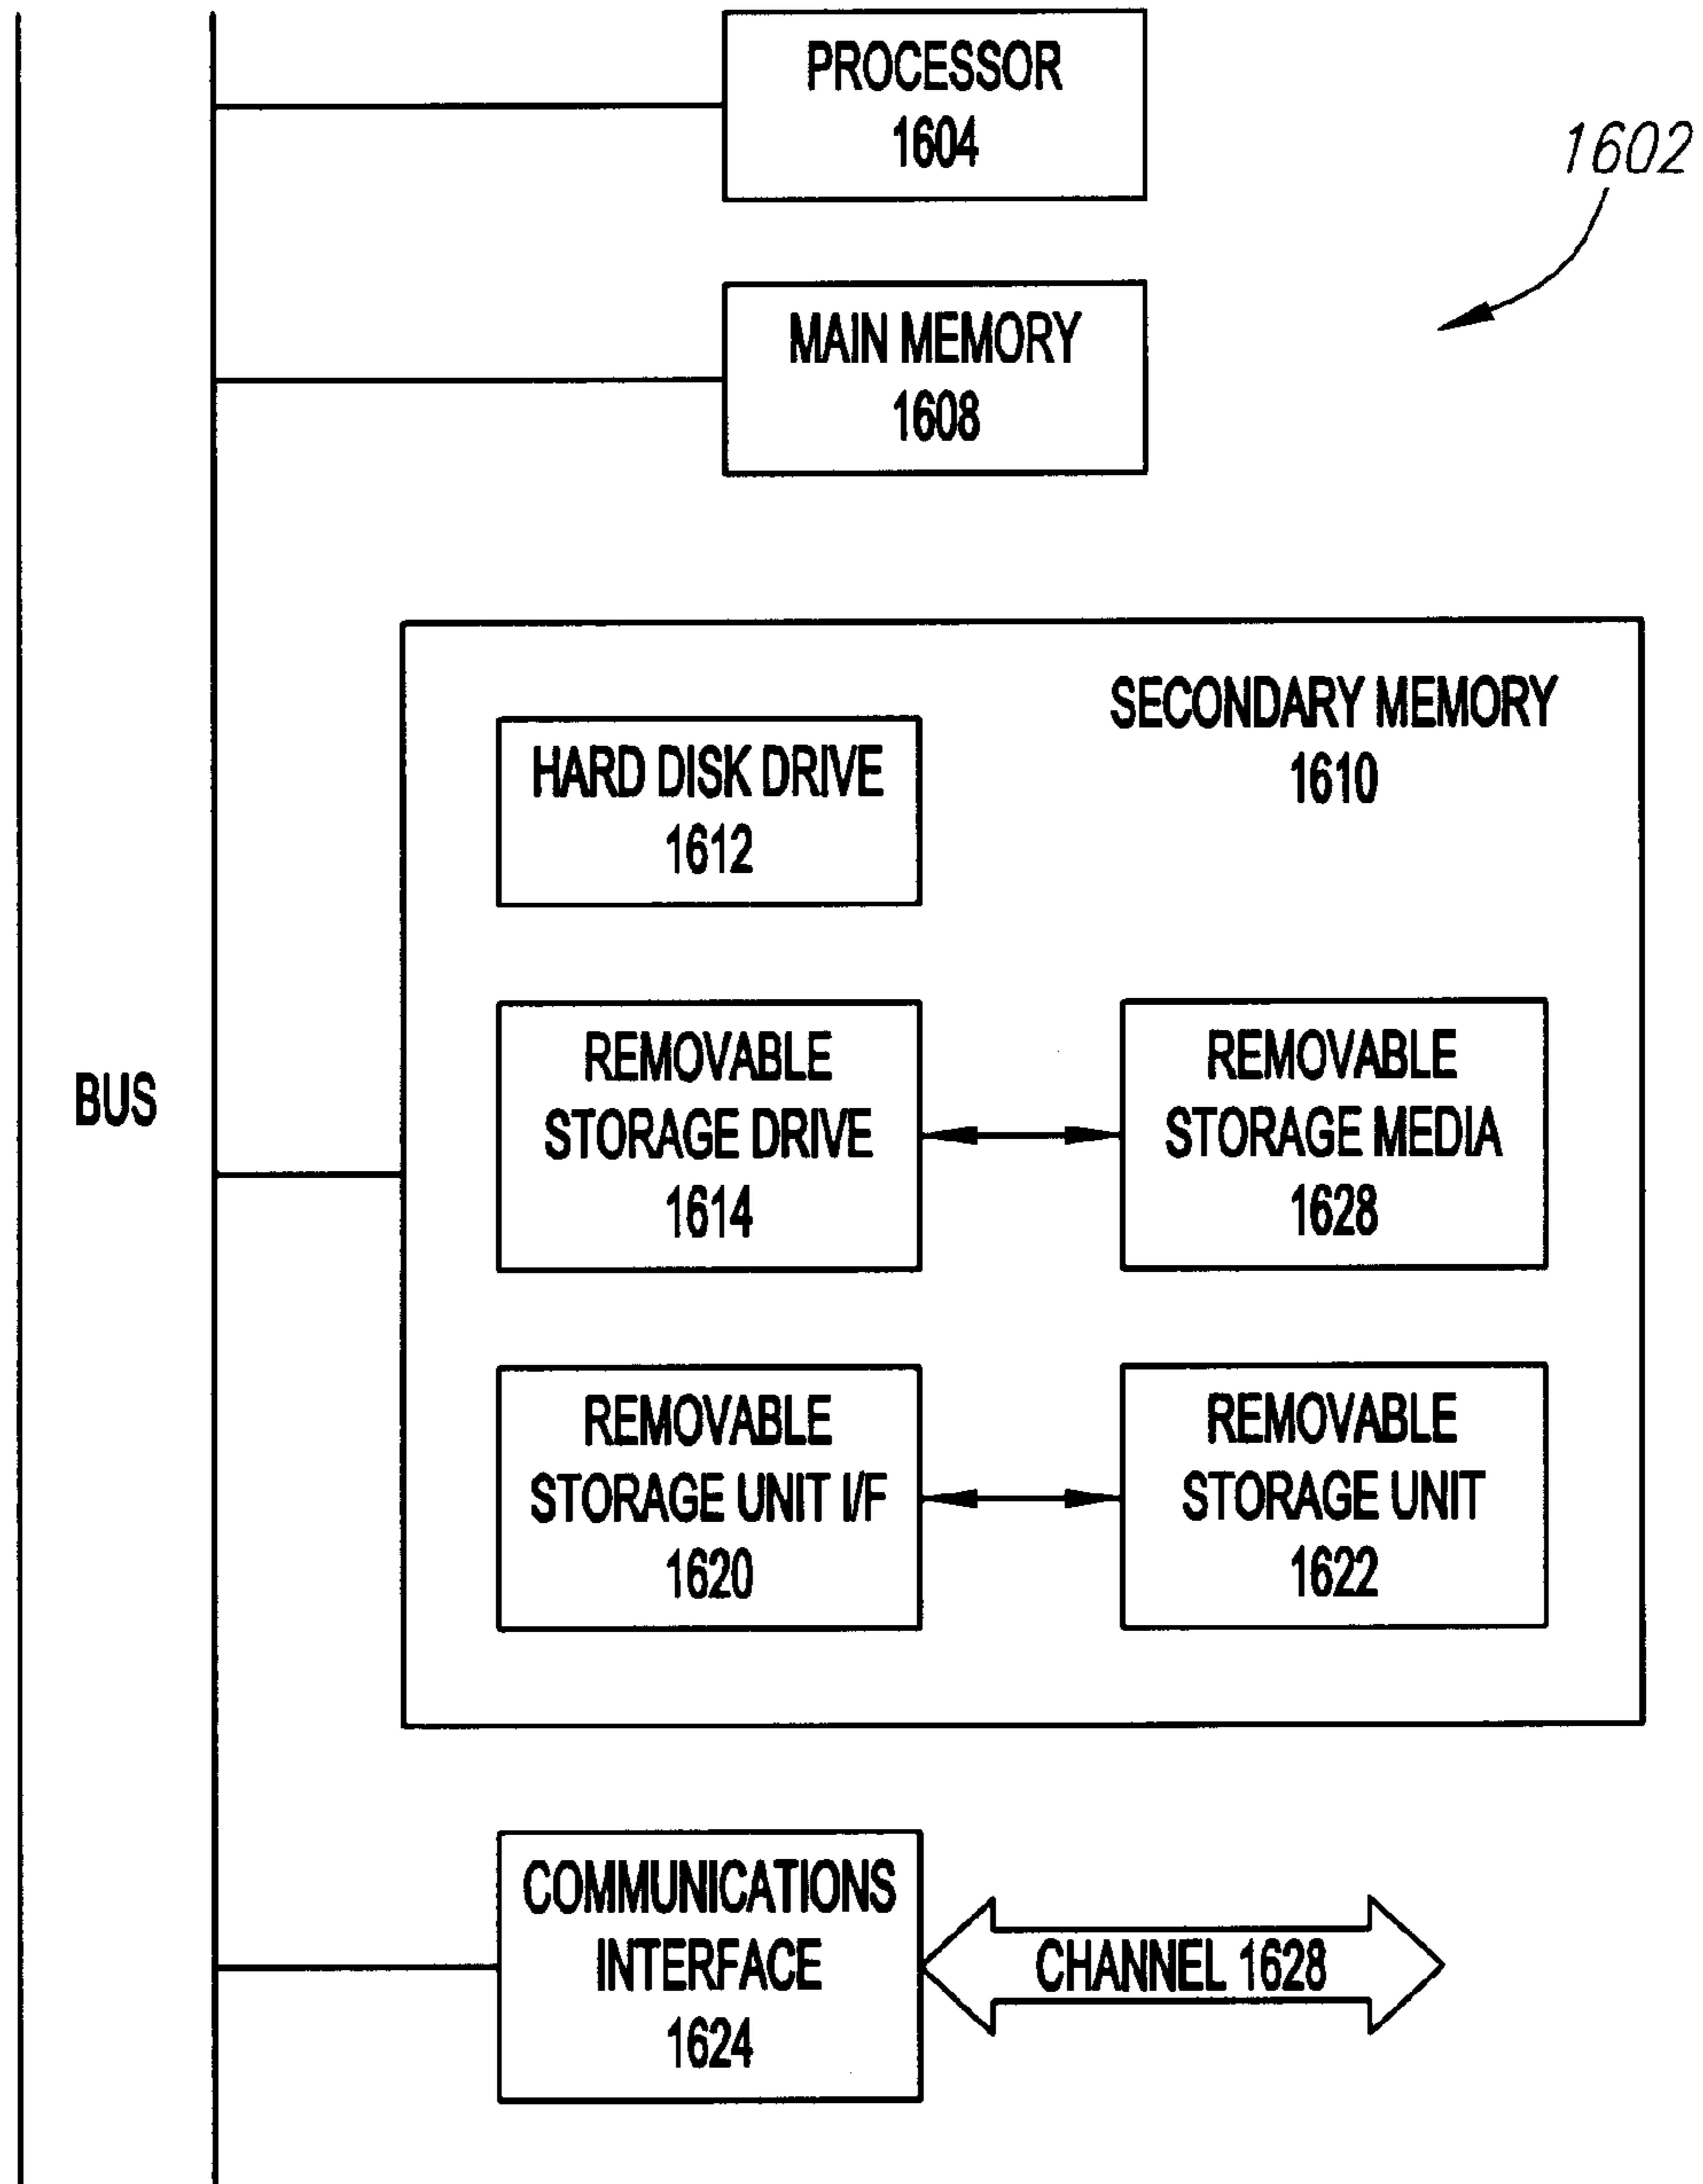 PROCESSOR
1604
1602
MAIN MEMORY
1608
SECONDARY MEMORY
1610
HARD DISK DRIVE
1612
BUS
REMOVABLE
STORAGE DRIVE
1614
REMOVABLE
STORAGE MEDIA
1628
REMOVABLE
STORAGE UNIT I/F
1620
REMOVABLE
STORAGE UNIT
1622
COMMUNICATIONS
INTERFACE
1624
CHANNEL 1628